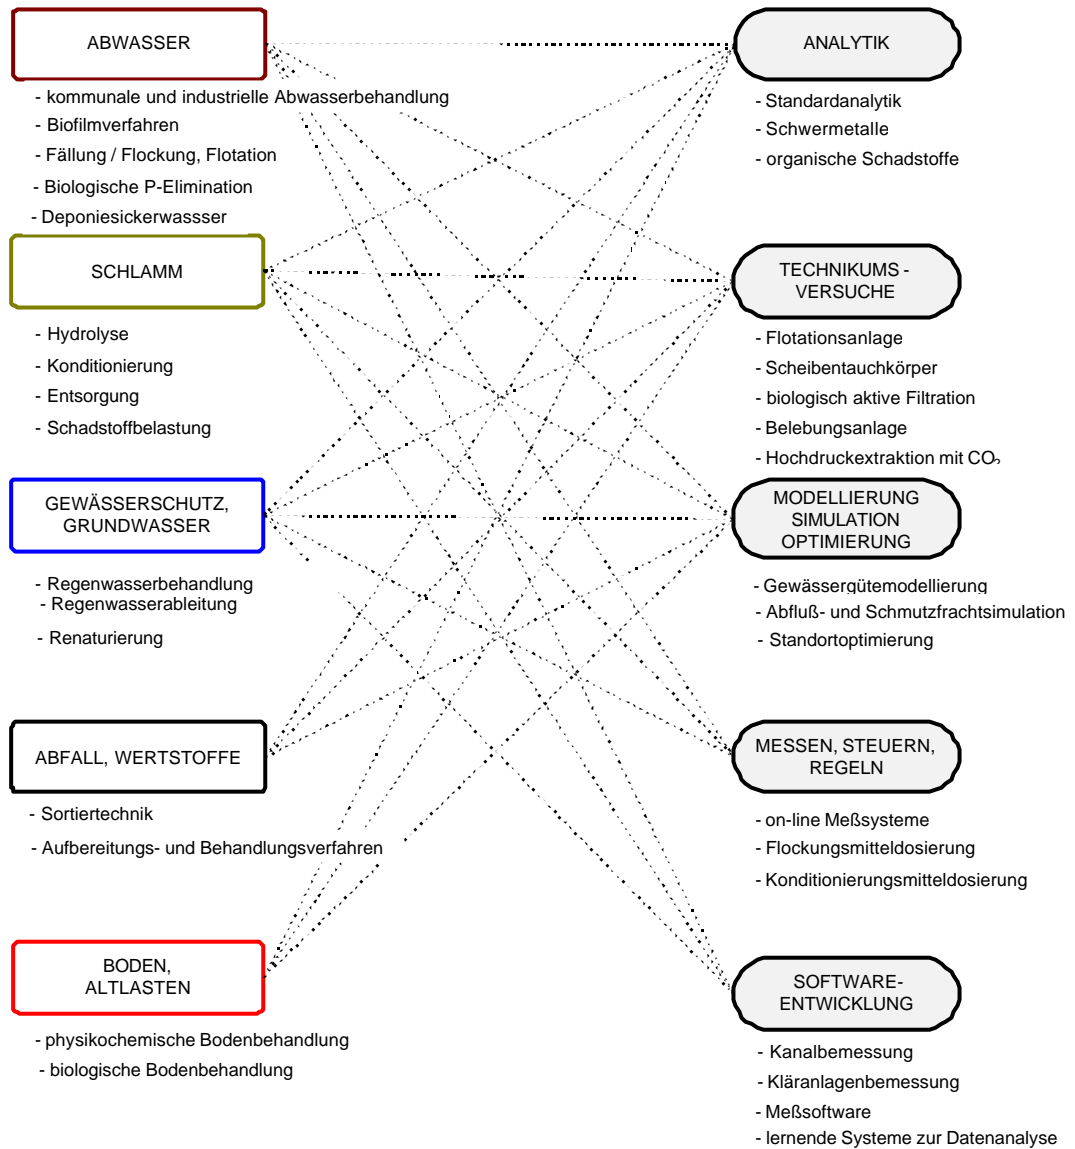 ABWASSER
- kommunale und industrielle Abwasserbehandlung
- Biofilmverfahren
- Fällung / Flockung, Flotation
- Biologische P-Elimination
- Deponiesickerwassser
SCHLAMM
- Hydrolyse
- Konditionierung
- Entsorgung
- Schadstoffbelastung
GEWÄSSERSCHUTZ,
GRUNDWASSER
- Regenwasserbehandlung
- Regenwasserableitung
- Renaturierung
ABFALL, WERTSTOFFE
- Sortiertechnik
- Aufbereitungs- und Behandlungsverfahren
BODEN,
ALTLASTEN
- physikochemische Bodenbehandlung
- biologische Bodenbehandlung
ANALYTIK
- Standardanalytik
- Schwermetalle
- organische Schadstoffe
TECHNIKUMS -
VERSUCHE
- Flotationsanlage
- Scheibentauchkörper
- biologisch aktive Filtration
- Belebungsanlage
- Hochdruckextraktion mit CO₂
MODELLIERUNG
SIMULATION
OPTIMIERUNG
- Gewässergütemodellierung
- Abfluß- und Schmutzfrachtsimulation
- Standortoptimierung
MESSEN, STEUERN,
REGELN
- on-line Meßsysteme
- Flockungsmitteldosierung
- Konditionierungsmitteldosierung
SOFTWARE-
ENTWICKLUNG
- Kanalbemessung
- Kläranlagenbemessung
- Meßsoftware
- lernende Systeme zur Datenanalyse